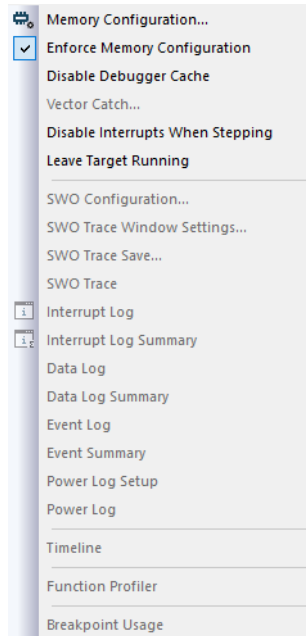 Memory Configuration...
Enforce Memory Configuration
Disable Debugger Cache
Vector Catch...
Disable Interrupts When Stepping
Leave Target Running
SWO Configuration...
SWO Trace Window Settings...
SWO Trace Save...
SWO Trace
Interrupt Log
Interrupt Log Summary
Data Log
Data Log Summary
Event Log
Event Summary
Power Log Setup
Power Log
Timeline
Function Profiler
Breakpoint Usage